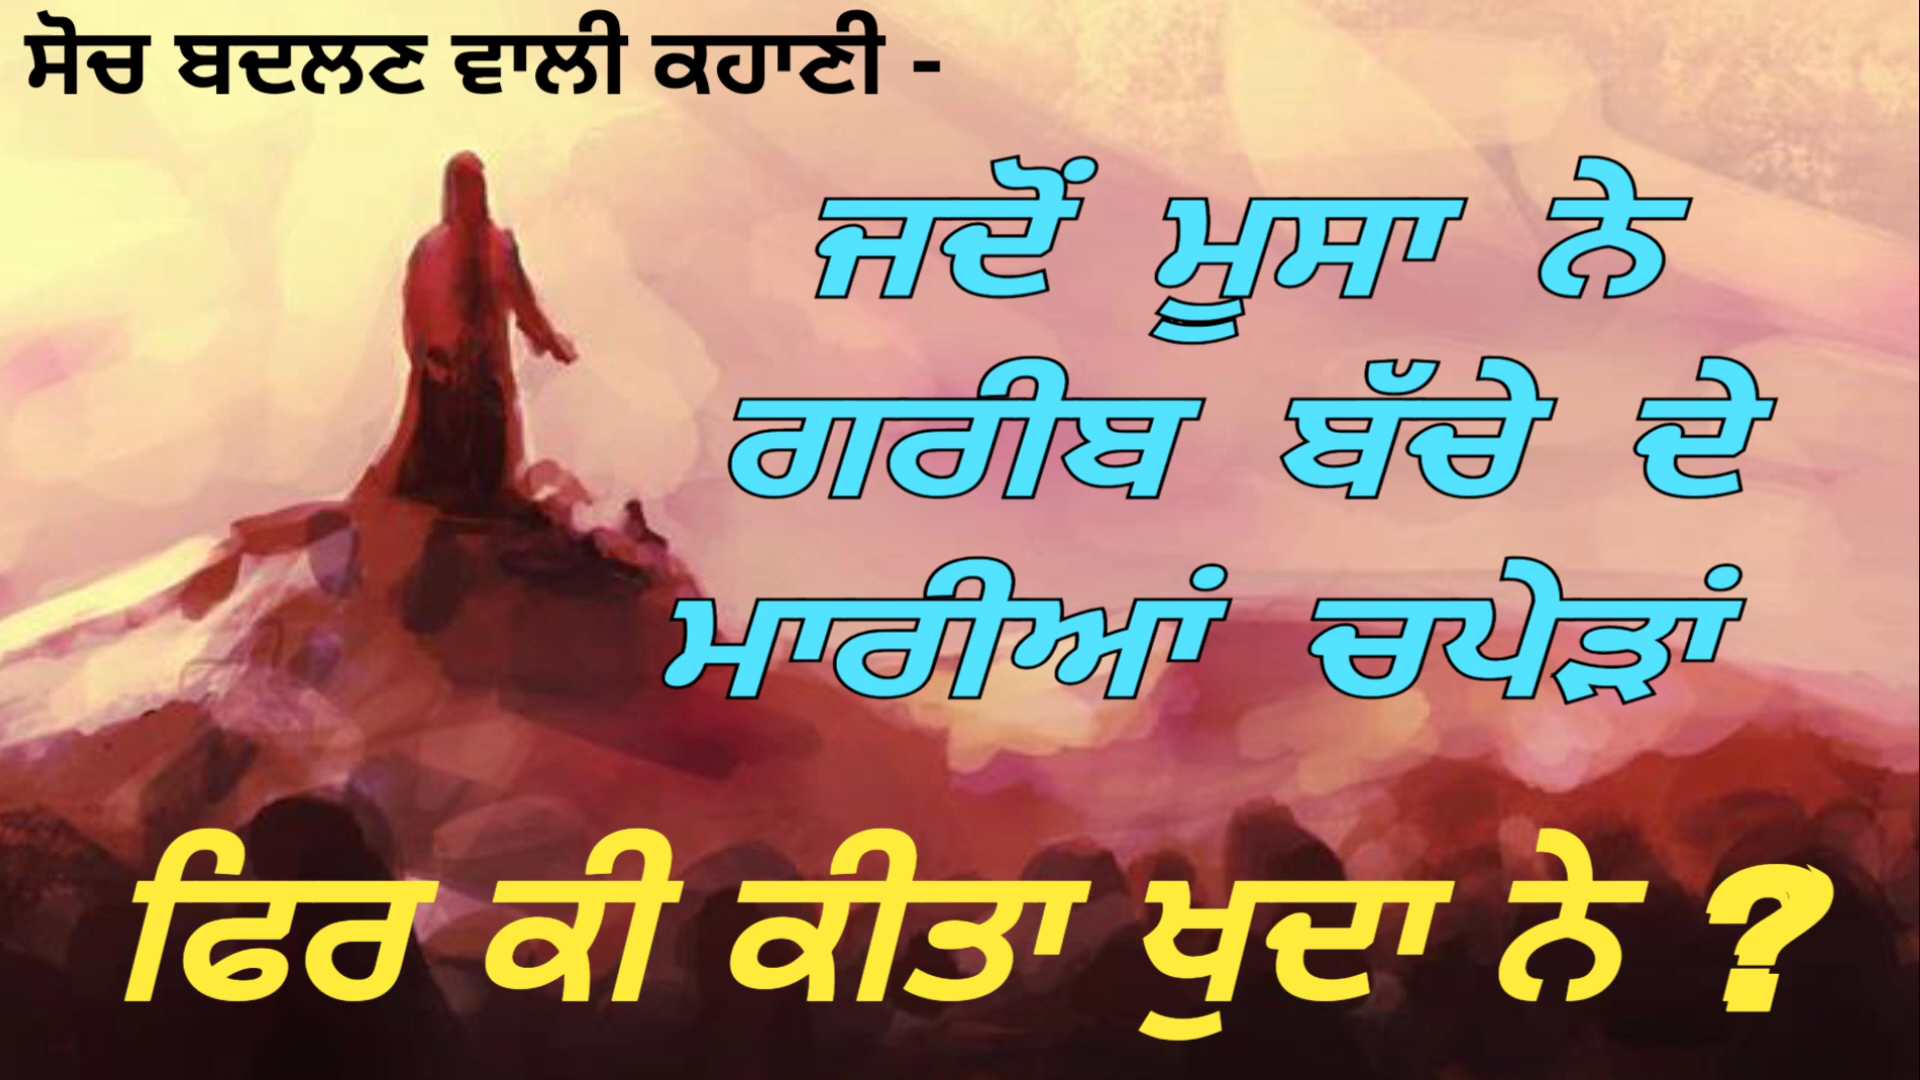 ਸੋਚ ਬਦਲਣ ਵਾਲੀ ਕਹਾਣੀ -
ਜਦੋਂ ਮੂਸਾ ਨੇ
ਗਰੀਬ ਬੱਚੇ ਦੇ
ਮਾਰੀਆਂ ਚਪੇੜਾਂ
ਫਿਰ ਕੀ ਕੀਤਾ ਖੁਦਾ ਨੇ ?